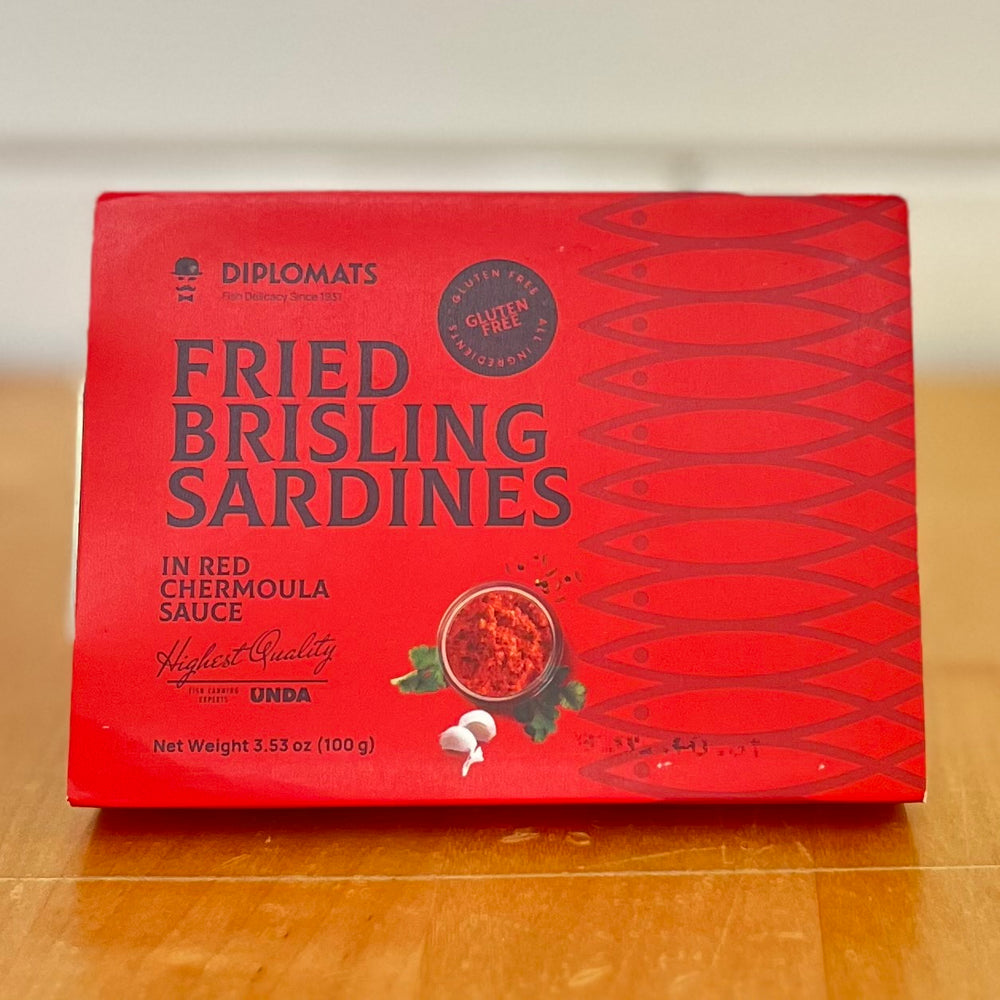 DIPLOMATS
Fish Delicacy Since 1931
GLUTEN FREE • ALL INGREDIENTS •
GLUTEN
FREE
FRIED
BRISLING
SARDINES
IN RED
CHERMOULA
SAUCE
Highest Quality
FISH CANNING
EXPERTS
UNDA
Net Weight 3.53 oz (100 g)